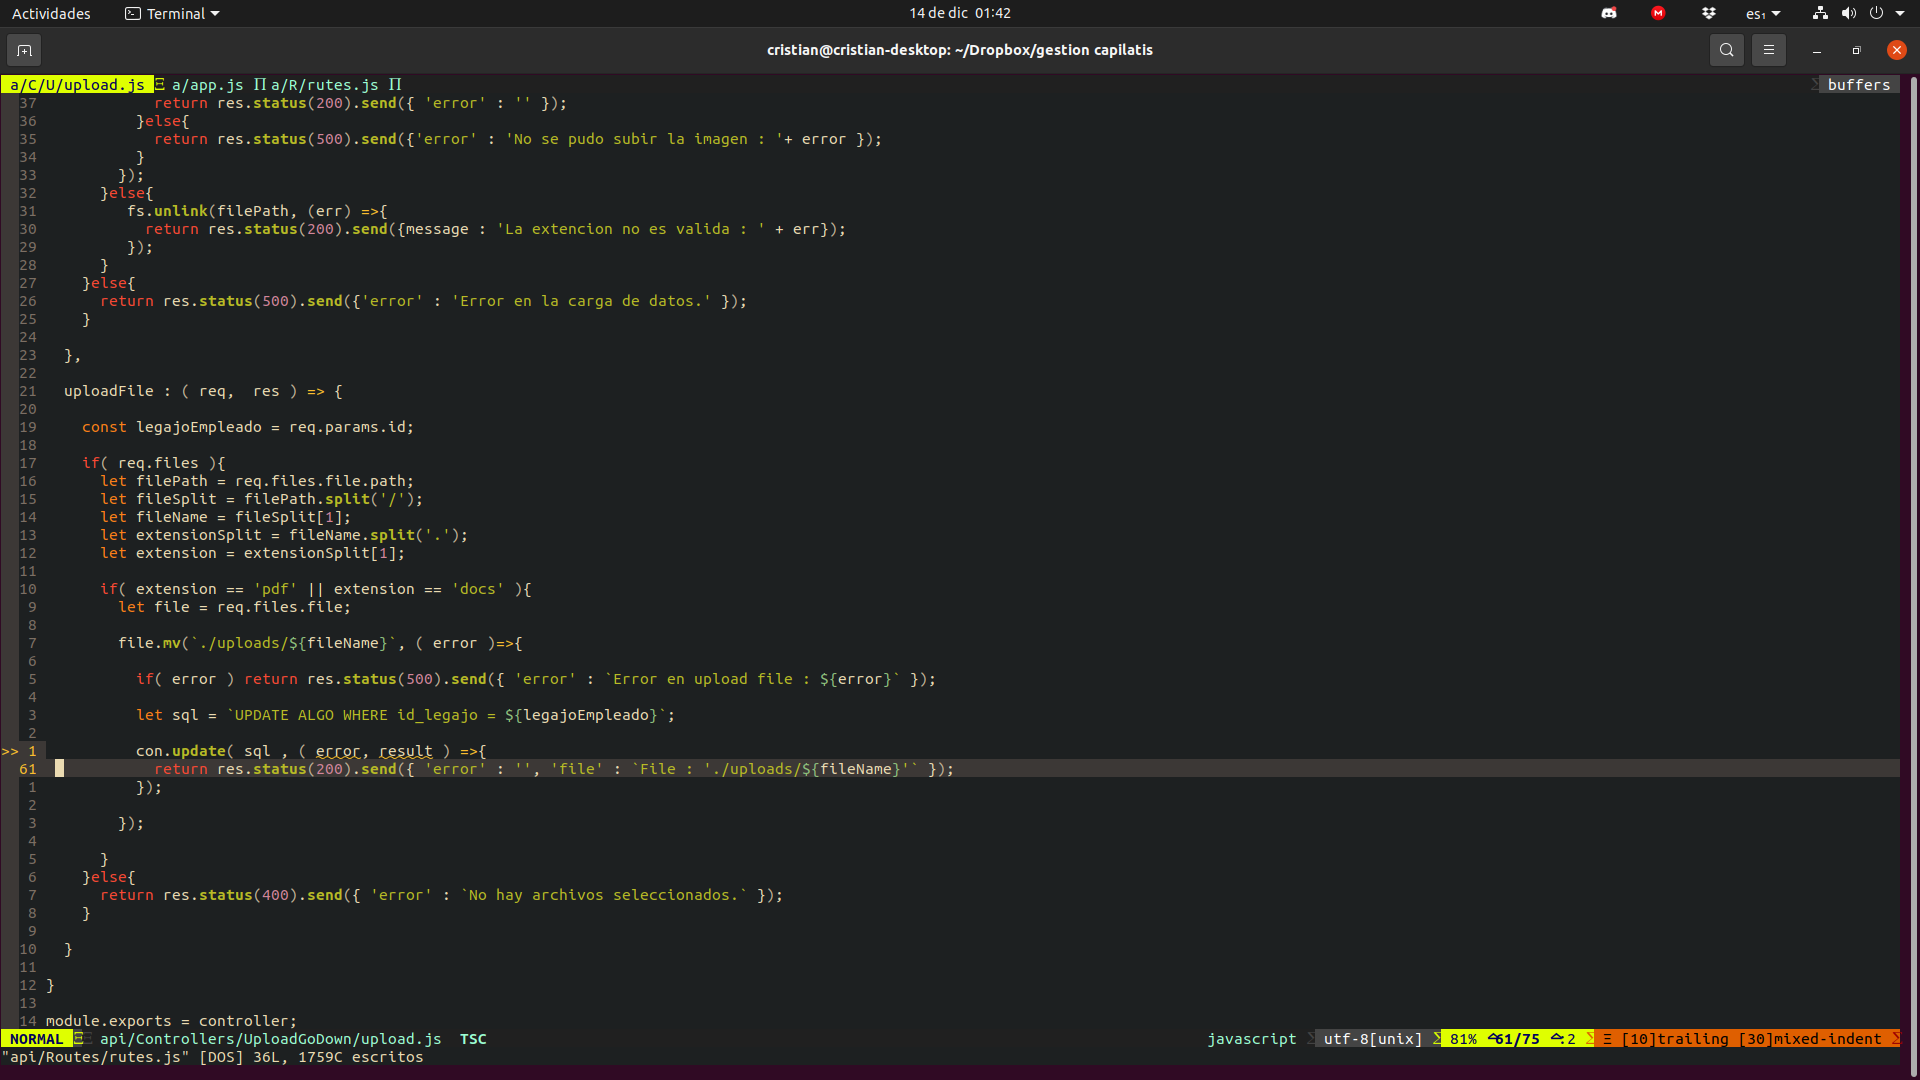 Actividades Terminal 14 de dic 01:42 es₁
cristian@cristian-desktop: ~/Dropbox/gestion capilatis
a/C/U/upload.js Ξ a/app.js Π a/R/rutes.js Π Σ buffers
37             return res.status(200).send({ 'error' : '' });
36           }else{
35             return res.status(500).send({'error' : 'No se pudo subir la imagen : '+ error });
34           }
33         });
32       }else{
31          fs.unlink(filePath, (err) =>{
30            return res.status(200).send({message : 'La extencion no es valida : ' + err});
29          });
28       }
27     }else{
26       return res.status(500).send({'error' : 'Error en la carga de datos.' });
25     }
24
23   },
22
21   uploadFile : ( req,  res ) => {
20
19     const legajoEmpleado = req.params.id;
18
17     if( req.files ){
16       let filePath = req.files.file.path;
15       let fileSplit = filePath.split('/');
14       let fileName = fileSplit[1];
13       let extensionSplit = fileName.split('.');
12       let extension = extensionSplit[1];
11
10       if( extension == 'pdf' || extension == 'docs' ){
9         let file = req.files.file;
8
7         file.mv(`./uploads/${fileName}`, ( error )=>{
6
5           if( error ) return res.status(500).send({ 'error' : `Error en upload file : ${error}` });
4
3           let sql = `UPDATE ALGO WHERE id_legajo = ${legajoEmpleado}`;
2
>> 1           con.update( sql , ( error, result ) =>{
61             return res.status(200).send({ 'error' : '', 'file' : `File : './uploads/${fileName}'` });
1           });
2
3         });
4
5       }
6     }else{
7       return res.status(400).send({ 'error' : `No hay archivos seleccionados.` });
8     }
9
10   }
11
12 }
13
14 module.exports = controller;
NORMAL Ξ api/Controllers/UploadGoDown/upload.js TSC javascript Σ utf-8[unix] Σ 81% 61/75 :2 Σ Ξ [10]trailing [30]mixed-indent Σ
"api/Routes/rutes.js" [DOS] 36L, 1759C escritos